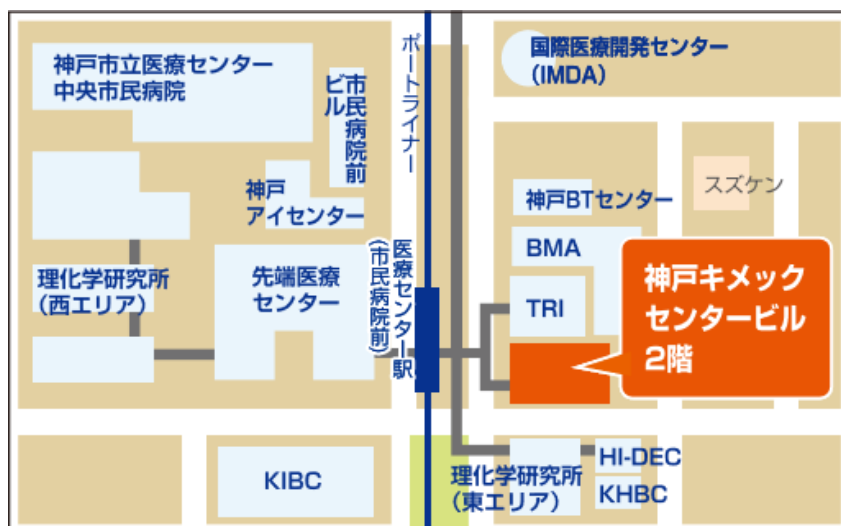 神戸市立医療センター
中央市民病院
市民病院前
ビル
神戸
アイセンター
ポートライナー
国際医療開発センター
(IMDA)
スズケン
神戸BTセンター
BMA
TRI
神戸キメック
センタービル
2階
理化学研究所
(西エリア)
先端医療
センター
医療センター駅
(市民病院前)
KIBC
理化学研究所
(東エリア)
HI-DEC
KHBC